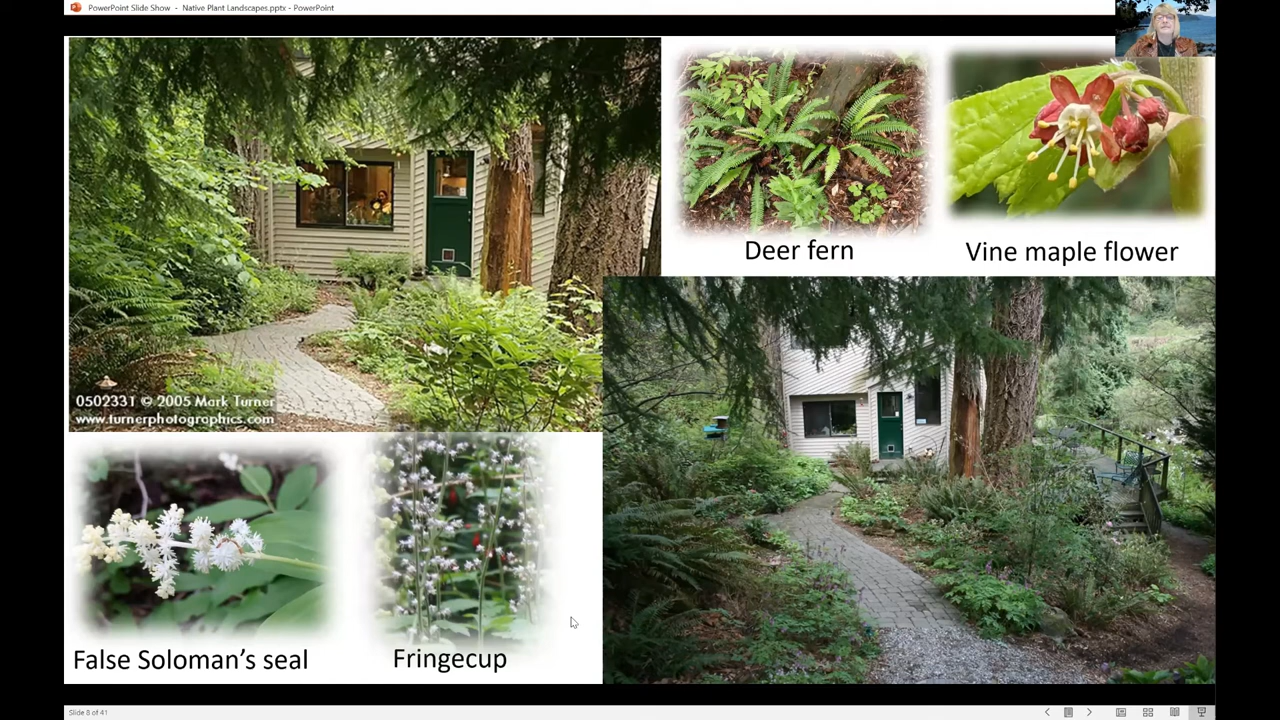 PowerPoint Slide Show - Native Plant Landscapes.pptx - PowerPoint
Deer fern
Vine maple flower
0502331 © 2005 Mark Turner
www.turnerphotographics.com
False Soloman's seal
Fringecup
Slide 8 of 41